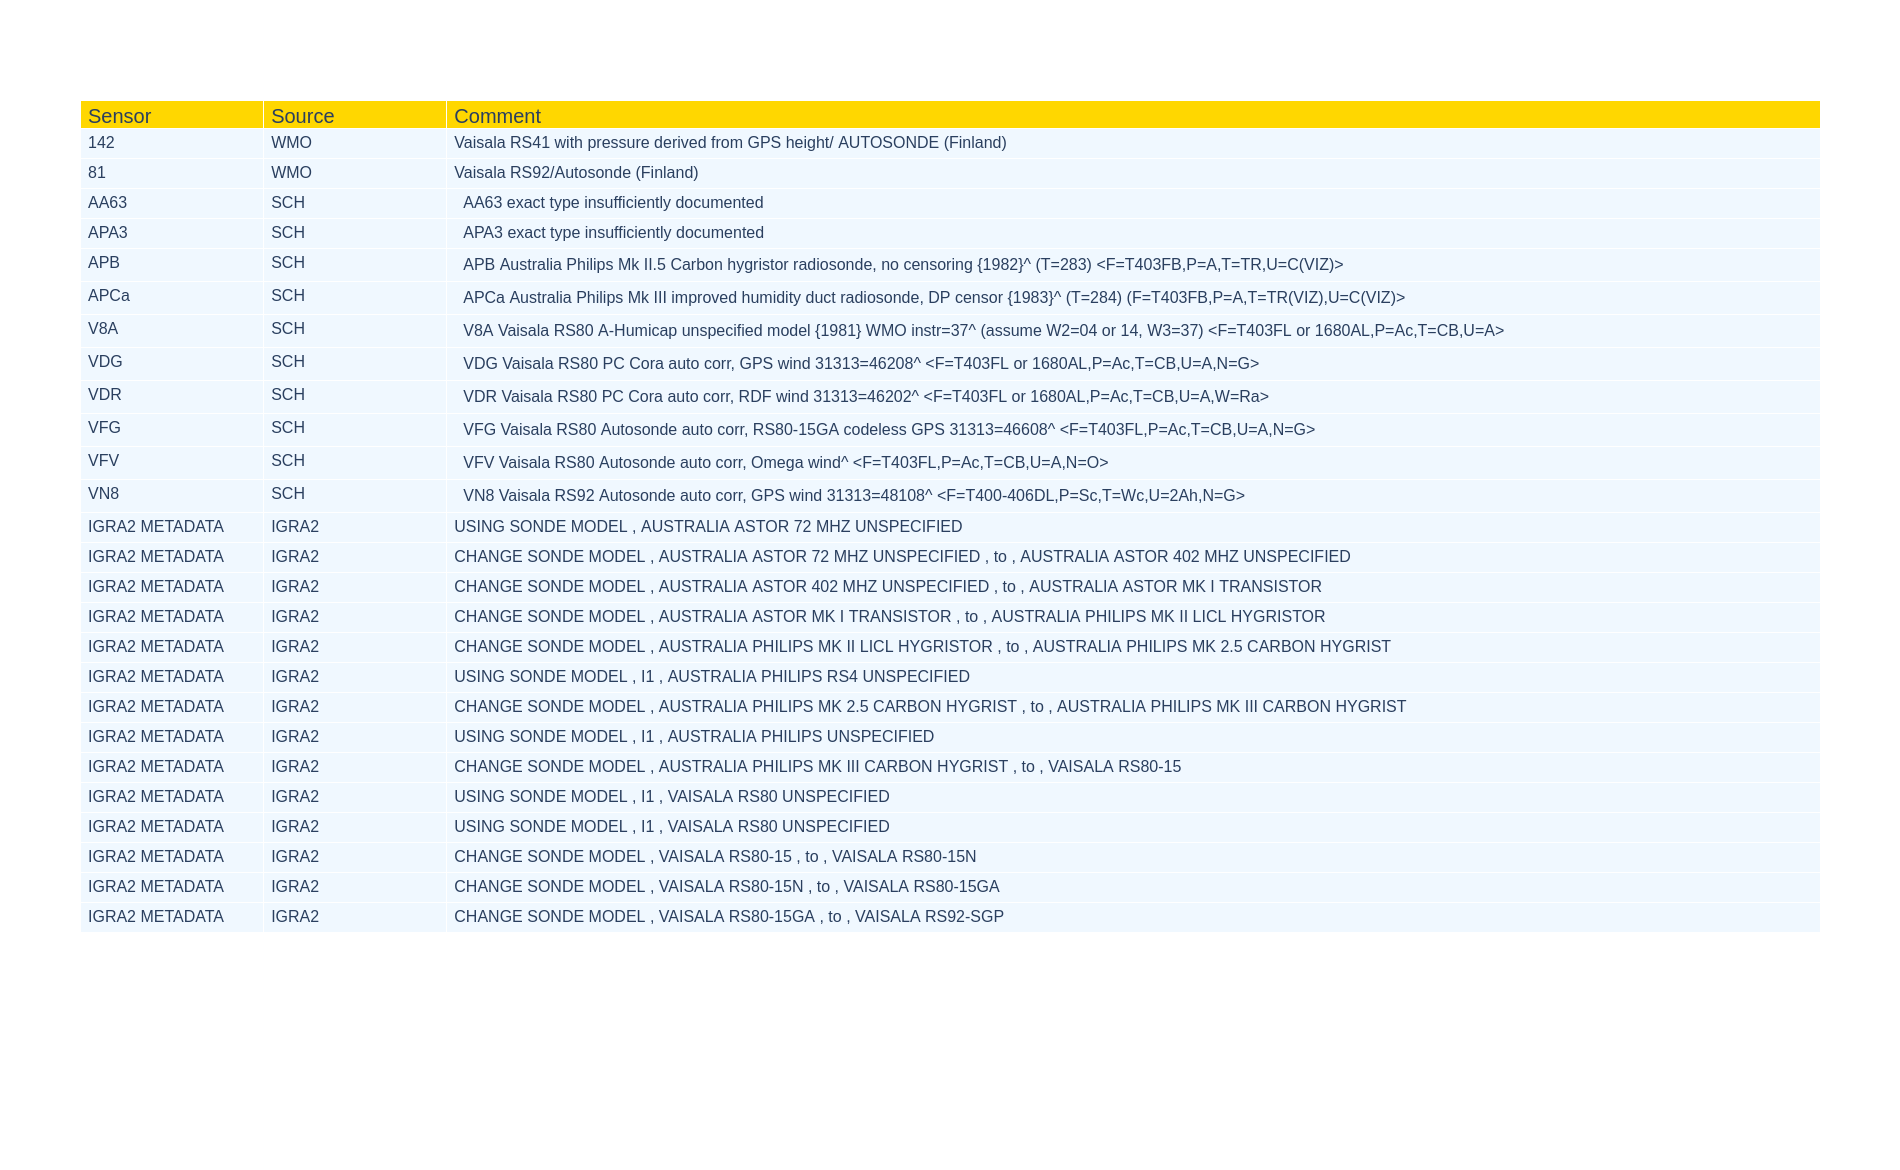 Sensor Source Comment
142 WMO Vaisala RS41 with pressure derived from GPS height/ AUTOSONDE (Finland)
81 WMO Vaisala RS92/Autosonde (Finland)
AA63 SCH AA63 exact type insufficiently documented
APA3 SCH APA3 exact type insufficiently documented
APB SCH APB Australia Philips Mk II.5 Carbon hygristor radiosonde, no censoring {1982}^ (T=283) <F=T403FB,P=A,T=TR,U=C(VIZ)>
APCa SCH APCa Australia Philips Mk III improved humidity duct radiosonde, DP censor {1983}^ (T=284) (F=T403FB,P=A,T=TR(VIZ),U=C(VIZ)>
V8A SCH V8A Vaisala RS80 A-Humicap unspecified model {1981} WMO instr=37^ (assume W2=04 or 14, W3=37) <F=T403FL or 1680AL,P=Ac,T=CB,U=A>
VDG SCH VDG Vaisala RS80 PC Cora auto corr, GPS wind 31313=46208^ <F=T403FL or 1680AL,P=Ac,T=CB,U=A,N=G>
VDR SCH VDR Vaisala RS80 PC Cora auto corr, RDF wind 31313=46202^ <F=T403FL or 1680AL,P=Ac,T=CB,U=A,W=Ra>
VFG SCH VFG Vaisala RS80 Autosonde auto corr, RS80-15GA codeless GPS 31313=46608^ <F=T403FL,P=Ac,T=CB,U=A,N=G>
VFV SCH VFV Vaisala RS80 Autosonde auto corr, Omega wind^ <F=T403FL,P=Ac,T=CB,U=A,N=O>
VN8 SCH VN8 Vaisala RS92 Autosonde auto corr, GPS wind 31313=48108^ <F=T400-406DL,P=Sc,T=Wc,U=2Ah,N=G>
IGRA2 METADATA IGRA2 USING SONDE MODEL , AUSTRALIA ASTOR 72 MHZ UNSPECIFIED
IGRA2 METADATA IGRA2 CHANGE SONDE MODEL , AUSTRALIA ASTOR 72 MHZ UNSPECIFIED , to , AUSTRALIA ASTOR 402 MHZ UNSPECIFIED
IGRA2 METADATA IGRA2 CHANGE SONDE MODEL , AUSTRALIA ASTOR 402 MHZ UNSPECIFIED , to , AUSTRALIA ASTOR MK I TRANSISTOR
IGRA2 METADATA IGRA2 CHANGE SONDE MODEL , AUSTRALIA ASTOR MK I TRANSISTOR , to , AUSTRALIA PHILIPS MK II LICL HYGRISTOR
IGRA2 METADATA IGRA2 CHANGE SONDE MODEL , AUSTRALIA PHILIPS MK II LICL HYGRISTOR , to , AUSTRALIA PHILIPS MK 2.5 CARBON HYGRIST
IGRA2 METADATA IGRA2 USING SONDE MODEL , I1 , AUSTRALIA PHILIPS RS4 UNSPECIFIED
IGRA2 METADATA IGRA2 CHANGE SONDE MODEL , AUSTRALIA PHILIPS MK 2.5 CARBON HYGRIST , to , AUSTRALIA PHILIPS MK III CARBON HYGRIST
IGRA2 METADATA IGRA2 USING SONDE MODEL , I1 , AUSTRALIA PHILIPS UNSPECIFIED
IGRA2 METADATA IGRA2 CHANGE SONDE MODEL , AUSTRALIA PHILIPS MK III CARBON HYGRIST , to , VAISALA RS80-15
IGRA2 METADATA IGRA2 USING SONDE MODEL , I1 , VAISALA RS80 UNSPECIFIED
IGRA2 METADATA IGRA2 USING SONDE MODEL , I1 , VAISALA RS80 UNSPECIFIED
IGRA2 METADATA IGRA2 CHANGE SONDE MODEL , VAISALA RS80-15 , to , VAISALA RS80-15N
IGRA2 METADATA IGRA2 CHANGE SONDE MODEL , VAISALA RS80-15N , to , VAISALA RS80-15GA
IGRA2 METADATA IGRA2 CHANGE SONDE MODEL , VAISALA RS80-15GA , to , VAISALA RS92-SGP